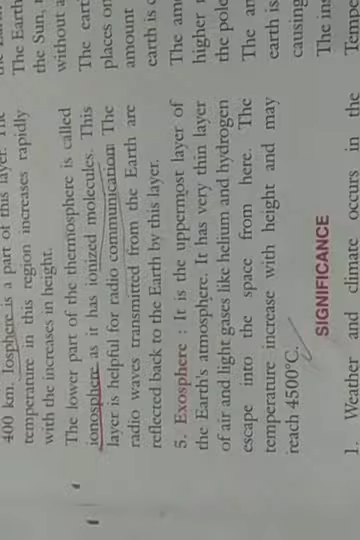 400 km. Iosphere is a part of this layer. The
temperature in this region increases rapidly
with the increases in height.
The lower part of the thermosphere is called
ionosphere as it has ionized molecules. This
layer is helpful for radio communication The
radio waves transmitted from the Earth are
reflected back to the Earth by this layer.
5. Exosphere : It is the uppermost layer of
the Earth's atmosphere. It has very thin layer
of air and light gases like helium and hydrogen
escape into the space from here. The
temperature increase with height and may
reach 4500°C.
SIGNIFICANCE
1. Weather and climate occurs in the
The Earth
the Sun,
without a
The eart
places on
amount
earth is
The amo
higher
the pole
The an
earth is
causing
The ins
Tempe